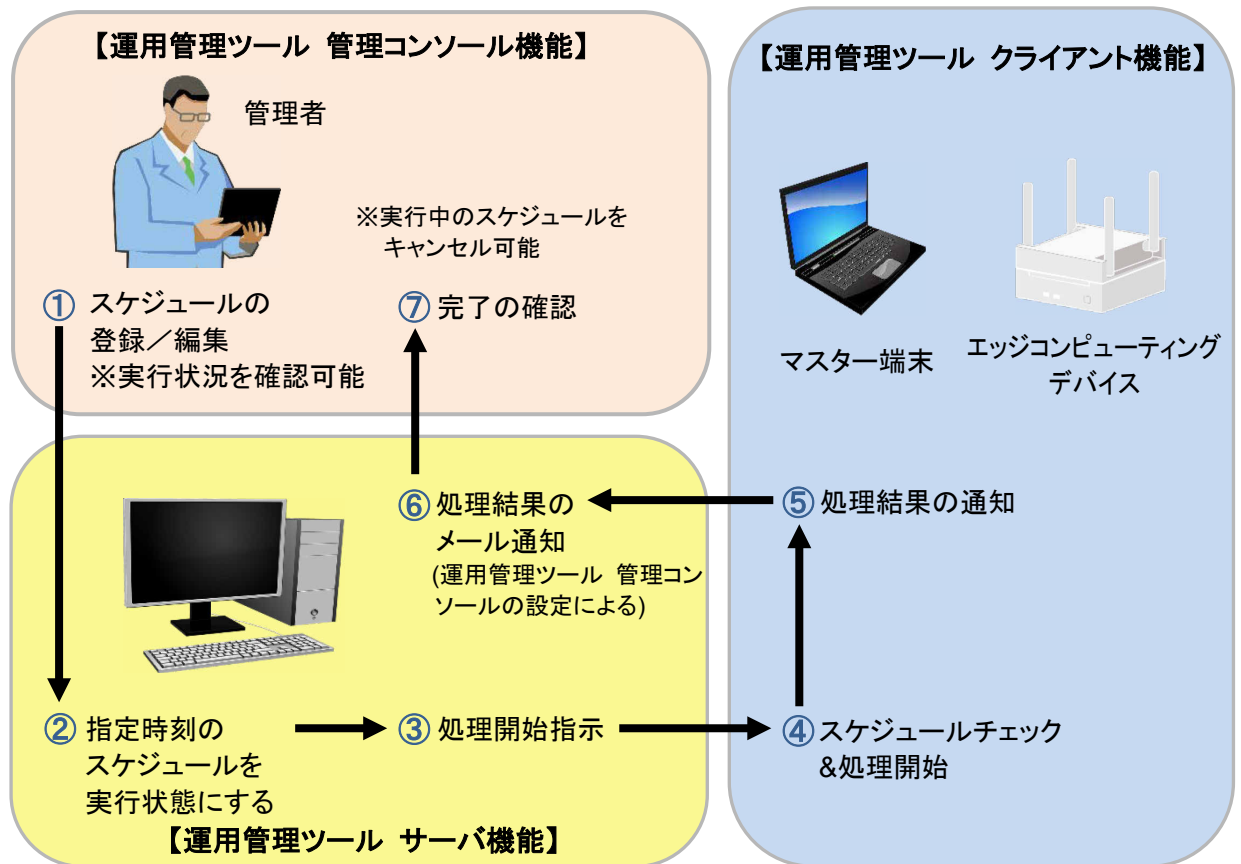 【運用管理ツール 管理コンソール機能】
管理者
※実行中のスケジュールを
キャンセル可能
① スケジュールの
登録／編集
※実行状況を確認可能
⑦ 完了の確認
【運用管理ツール クライアント機能】
マスター端末
エッジコンピューティング
デバイス
⑥ 処理結果の
メール通知
(運用管理ツール 管理コン
ソールの設定による)
⑤ 処理結果の通知
② 指定時刻の
スケジュールを
実行状態にする
③ 処理開始指示
④ スケジュールチェック
&処理開始
【運用管理ツール サーバ機能】